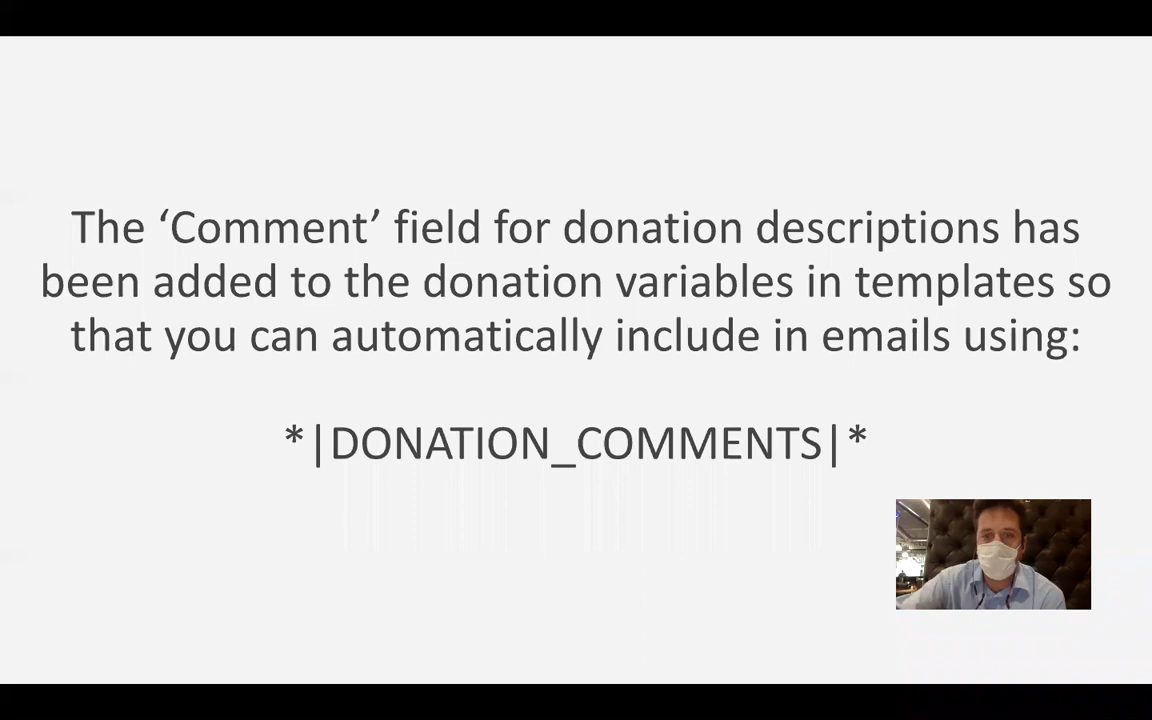 The ‘Comment’ field for donation descriptions has
been added to the donation variables in templates so
that you can automatically include in emails using:
*|DONATION_COMMENTS|*